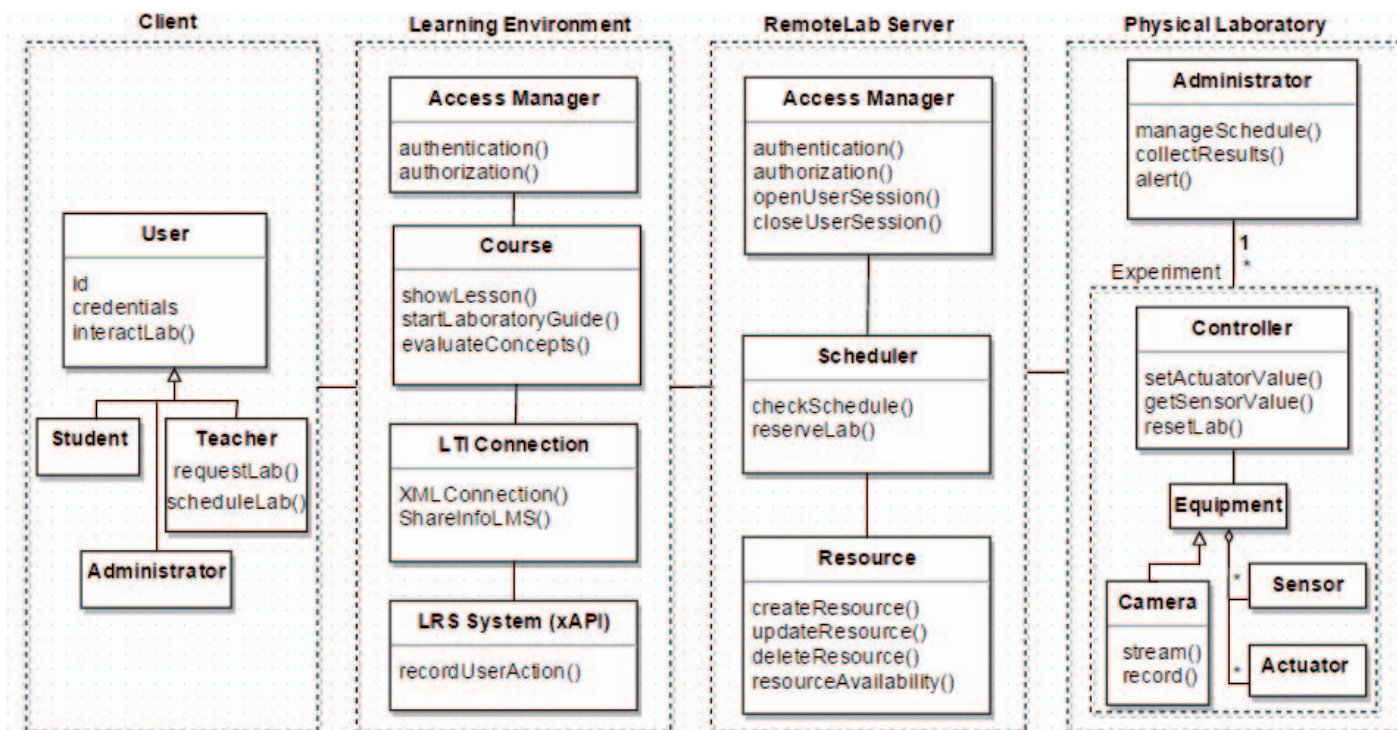 Client
User
id
credentials
interactLab()
Student
Teacher
requestLab()
scheduleLab()
Administrator
Learning Environment
Access Manager
authentication()
authorization()
Course
showLesson()
startLaboratoryGuide()
evaluateConcepts()
LTI Connection
XMLConnection()
ShareInfoLMS()
LRS System (xAPI)
recordUserAction()
RemoteLab Server
Access Manager
authentication()
authorization()
openUserSession()
closeUserSession()
Scheduler
checkSchedule()
reserveLab()
Resource
createResource()
updateResource()
deleteResource()
resourceAvailability()
Physical Laboratory
Administrator
manageSchedule()
collectResults()
alert()
1
*
Experiment
Controller
setActuatorValue()
getSensorValue()
resetLab()
Equipment
Camera
stream()
record()
*
Sensor
*
Actuator